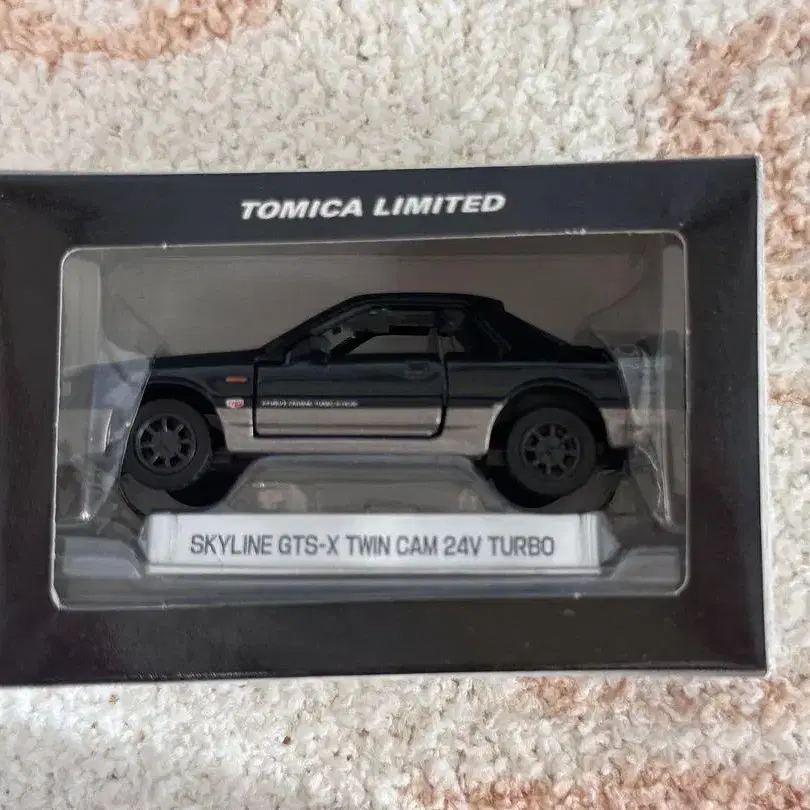 TOMICA LIMITED
SKYLINE GTS-X TWIN CAM 24V TURBO